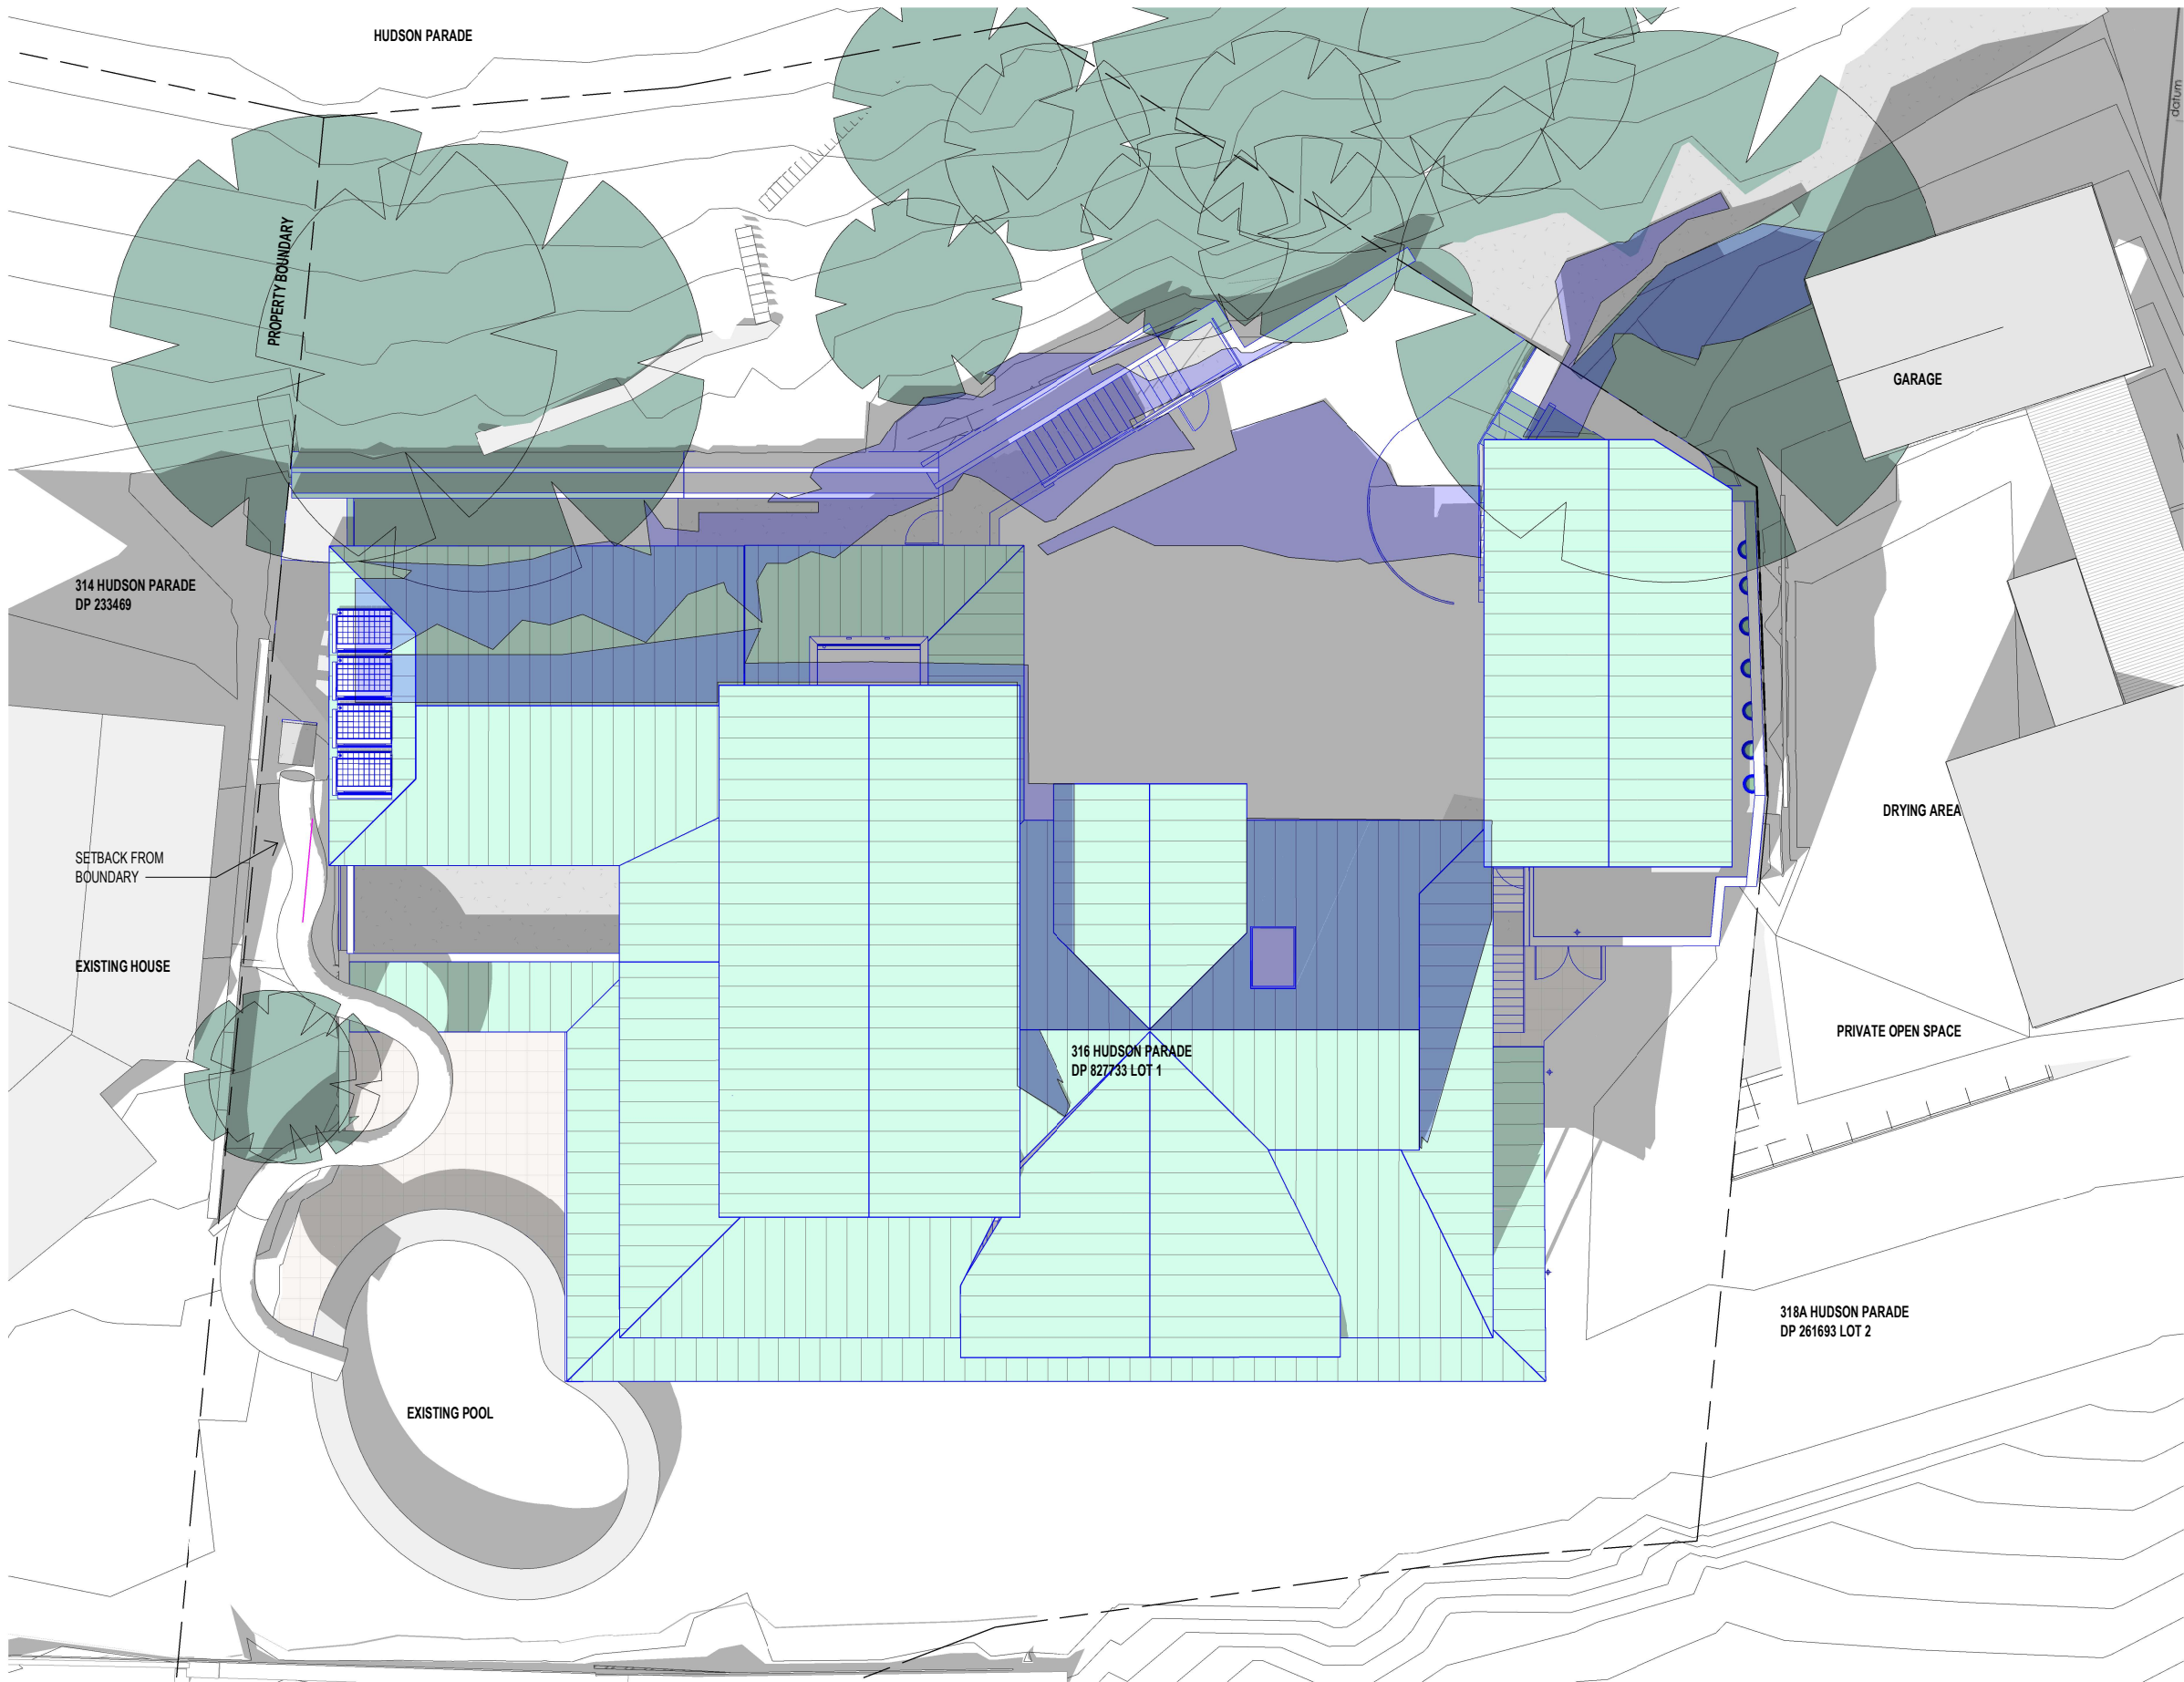 HUDSON PARADE
datum
PROPERTY BOUNDARY
GARAGE
314 HUDSON PARADE
DP 233469
DRYING AREA
SETBACK FROM
BOUNDARY
EXISTING HOUSE
PRIVATE OPEN SPACE
316 HUDSON PARADE
DP 827733 LOT 1
318A HUDSON PARADE
DP 261693 LOT 2
EXISTING POOL